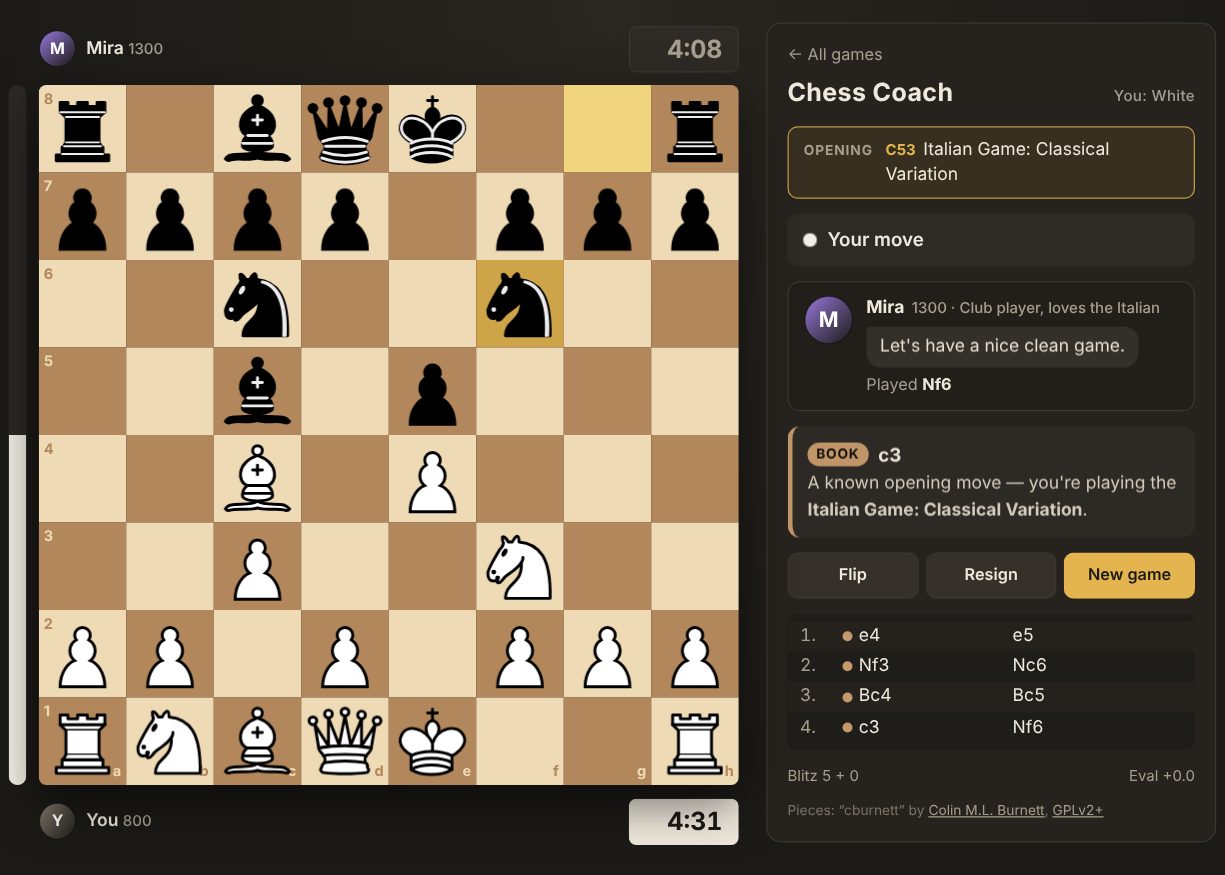 M Mira 1300 4:08
← All games
Chess Coach You: White
OPENING C53 Italian Game: Classical
Variation
Your move
M Mira 1300 · Club player, loves the Italian
Let's have a nice clean game.
Played Nf6
BOOK c3
A known opening move — you're playing the
Italian Game: Classical Variation.
Flip Resign New game
1. e4 e5
2. Nf3 Nc6
3. Bc4 Bc5
4. c3 Nf6
Blitz 5 + 0 Eval +0.0
Pieces: “cburnett” by Colin M.L. Burnett, GPLv2+
8
7
6
5
4
3
2
1
a b c d e f g h
Y You 800 4:31